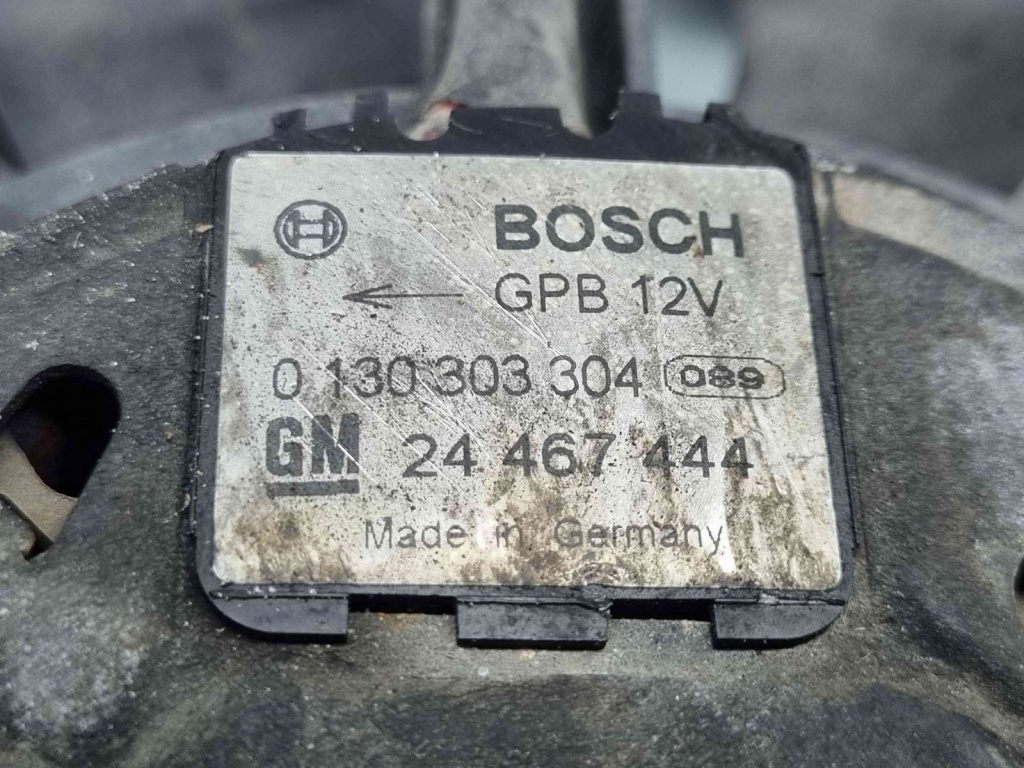 BOSCH
GPB 12V
0 130 303 304 089
GM 24 467 444
Made in Germany